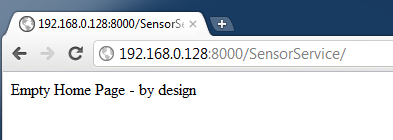 192.168.0.128:8000/SensorSe
192.168.0.128:8000/SensorService/
Empty Home Page - by design